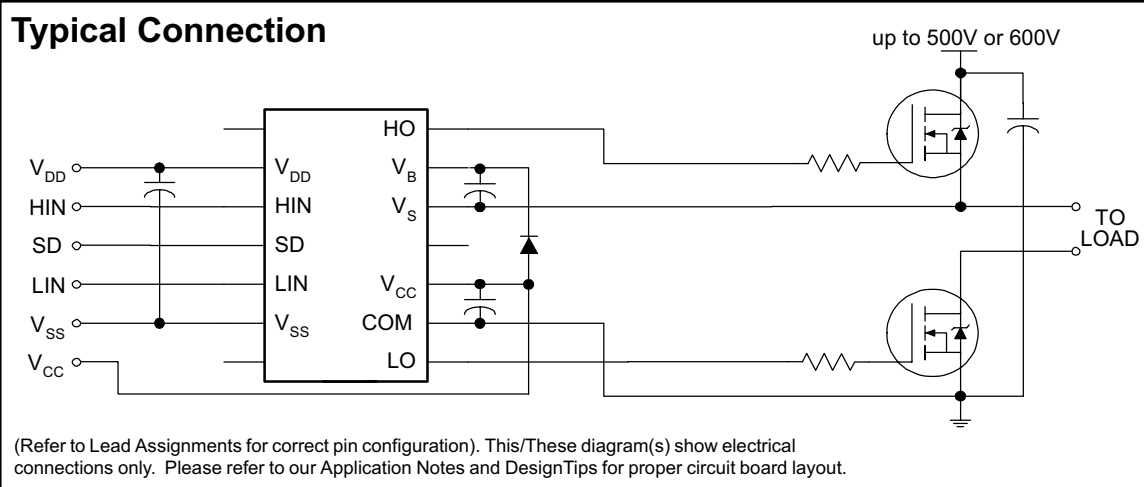 Typical Connection
up to 500V or 600V
HO
V_DD V_DD V_B
HIN HIN V_S
SD SD
TO
LOAD
LIN LIN V_CC
V_SS V_SS COM
V_CC LO
(Refer to Lead Assignments for correct pin configuration). This/These diagram(s) show electrical
connections only. Please refer to our Application Notes and DesignTips for proper circuit board layout.